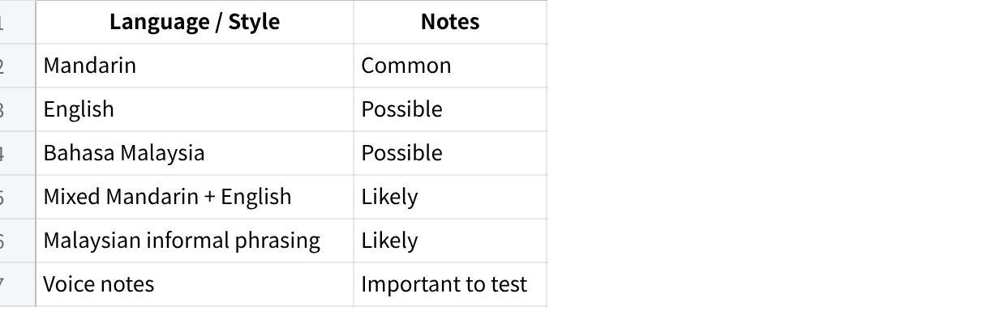 1 Language / Style Notes
2 Mandarin Common
3 English Possible
4 Bahasa Malaysia Possible
5 Mixed Mandarin + English Likely
6 Malaysian informal phrasing Likely
7 Voice notes Important to test